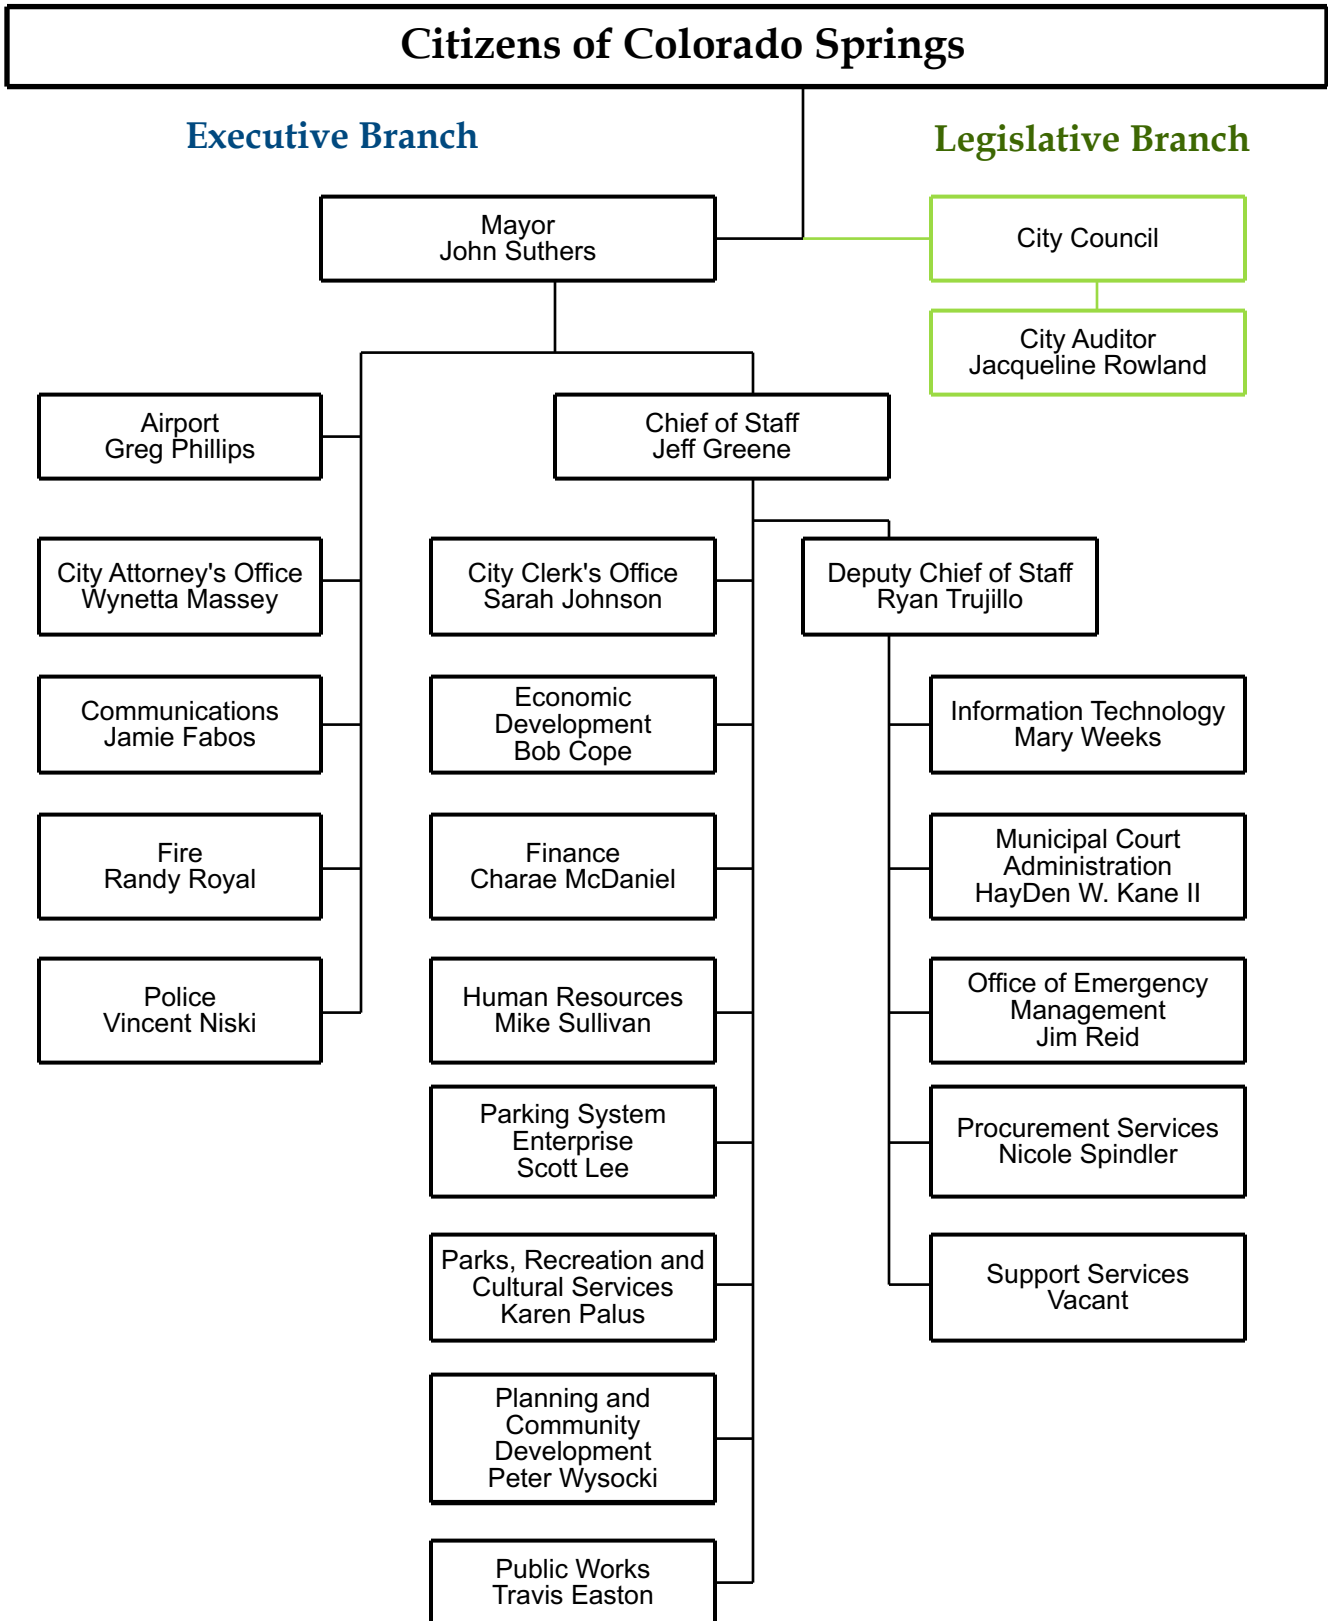 Citizens of Colorado Springs
Executive Branch
Legislative Branch
Mayor
John Suthers
City Council
City Auditor
Jacqueline Rowland
Airport
Greg Phillips
Chief of Staff
Jeff Greene
City Attorney's Office
Wynetta Massey
City Clerk's Office
Sarah Johnson
Deputy Chief of Staff
Ryan Trujillo
Communications
Jamie Fabos
Economic
Development
Bob Cope
Information Technology
Mary Weeks
Fire
Randy Royal
Finance
Charae McDaniel
Municipal Court
Administration
HayDen W. Kane II
Police
Vincent Niski
Human Resources
Mike Sullivan
Office of Emergency
Management
Jim Reid
Parking System
Enterprise
Scott Lee
Procurement Services
Nicole Spindler
Parks, Recreation and
Cultural Services
Karen Palus
Support Services
Vacant
Planning and
Community
Development
Peter Wysocki
Public Works
Travis Easton